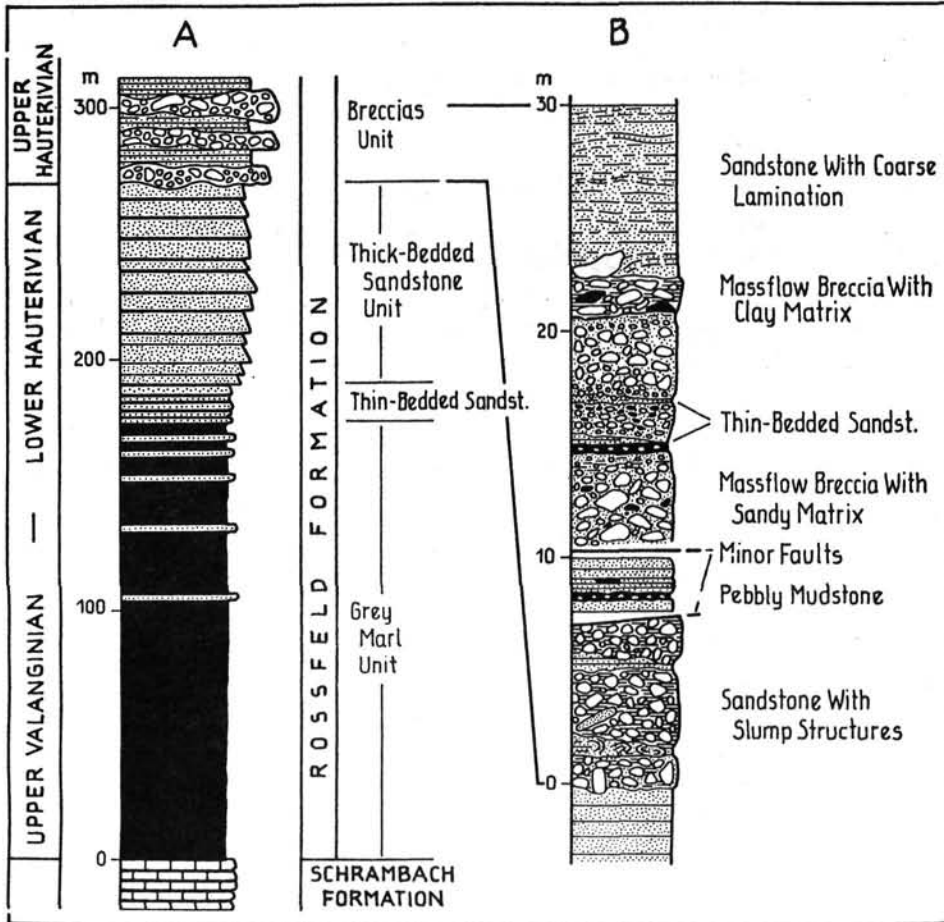 A
B
m
m
UPPER
HAUTERIVIAN
LOWER HAUTERIVIAN
—
UPPER VALANGINIAN
300
200
100
0
ROSSFELD FORMATION
Breccias
Unit
Thick-Bedded
Sandstone
Unit
Thin-Bedded Sandst.
Grey
Marl
Unit
SCHRAMBACH
FORMATION
30
20
10
0
Sandstone With Coarse
Lamination
Massflow Breccia With
Clay Matrix
Thin-Bedded Sandst.
Massflow Breccia With
Sandy Matrix
Minor Faults
Pebbly Mudstone
Sandstone With
Slump Structures